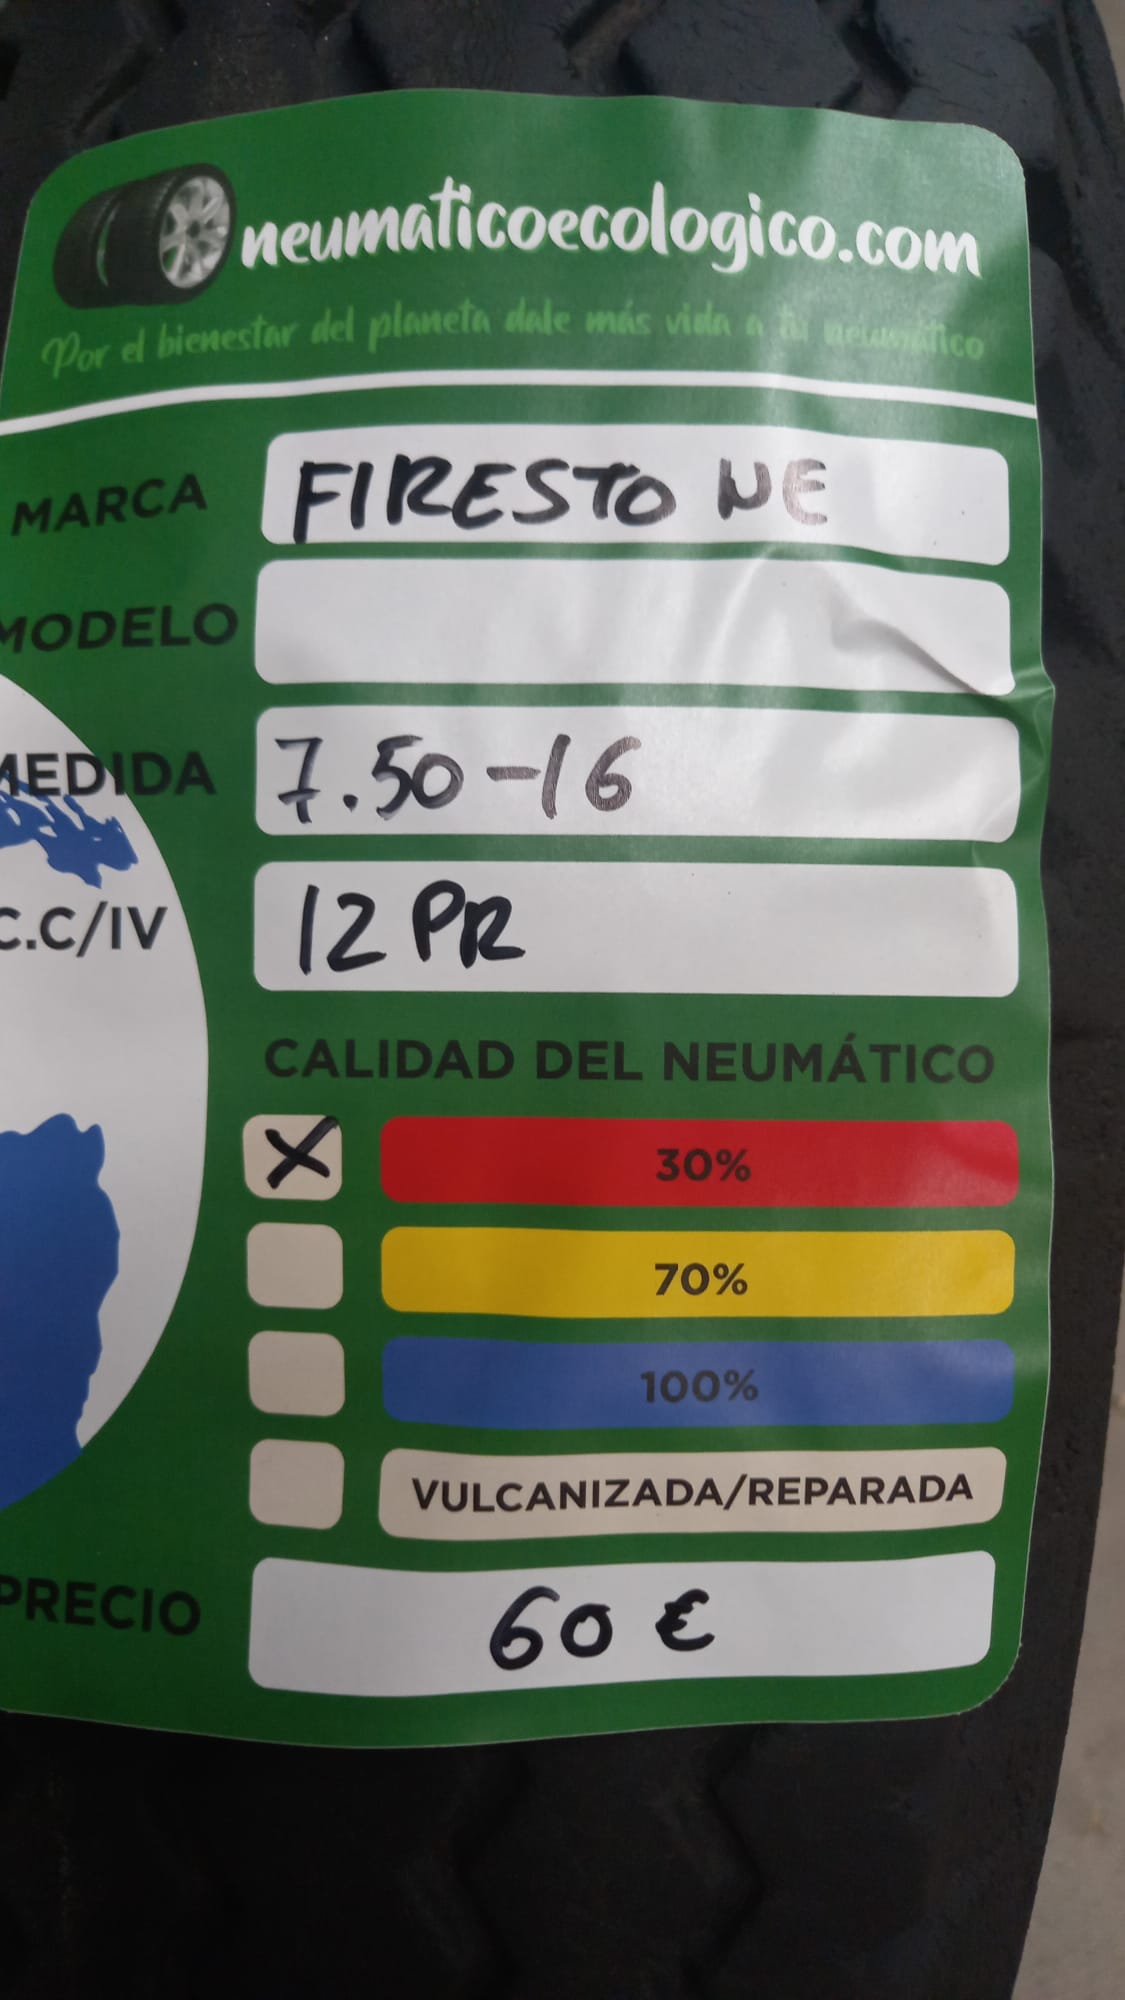 neumaticoecologico.com
Por el bienestar del planeta dale más vida a tu neumático
MARCA FIRESTONE
MODELO
MEDIDA 7.50-16
C.C/IV 12 PR
CALIDAD DEL NEUMÁTICO
X 30%
70%
100%
VULCANIZADA/REPARADA
PRECIO 60 €